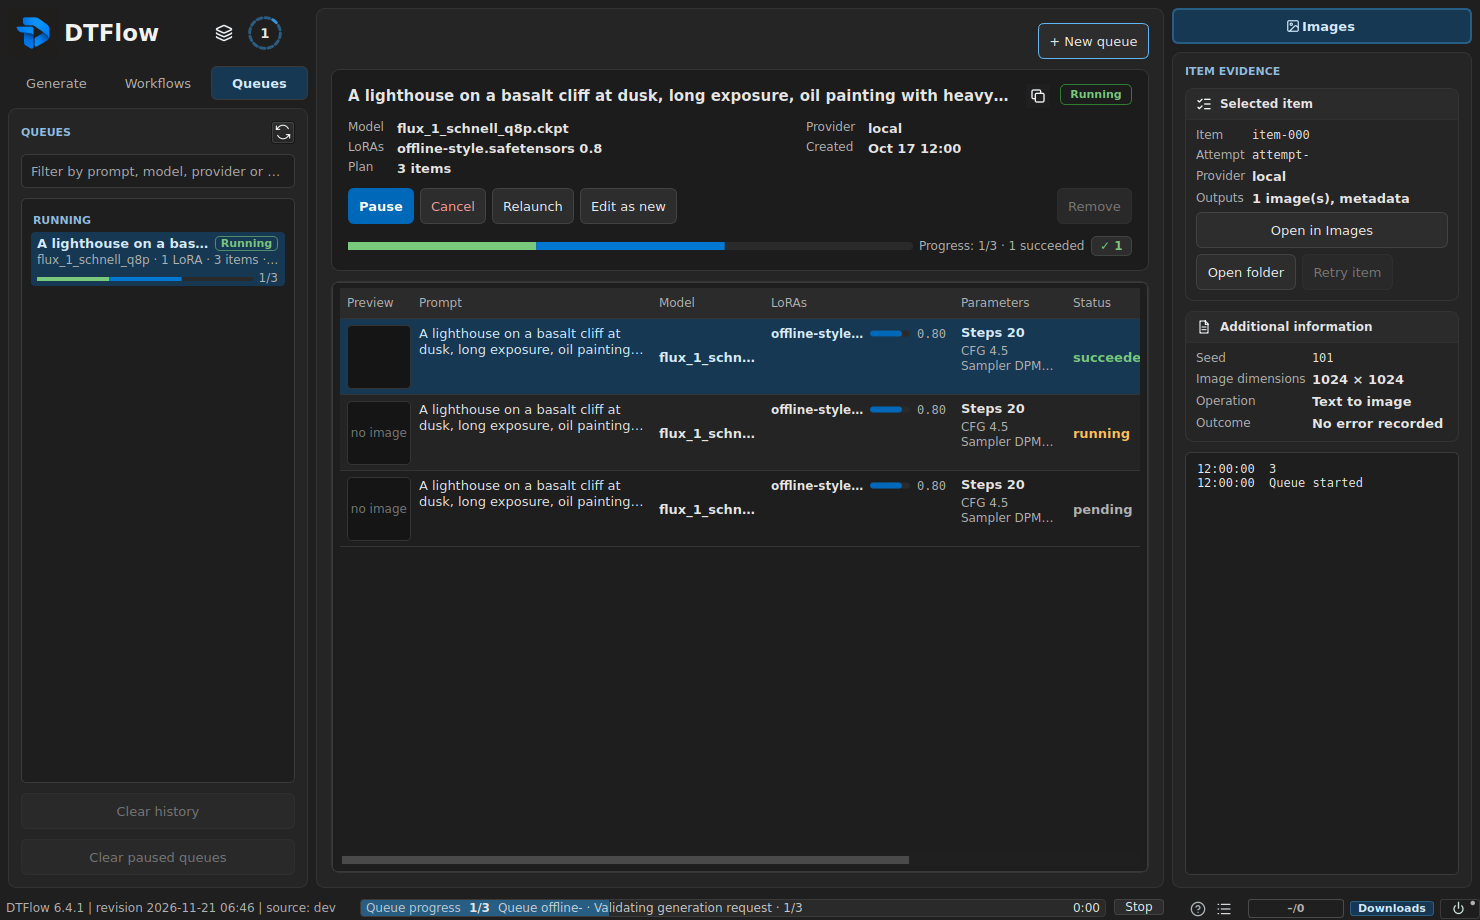 DTFlow
1
Generate
Workflows
Queues
QUEUES
Filter by prompt, model, provider or ...
RUNNING
A lighthouse on a bas... Running
flux_1_schnell_q8p · 1 LoRA · 3 items ·...
1/3
Clear history
Clear paused queues
+ New queue
A lighthouse on a basalt cliff at dusk, long exposure, oil painting with heavy...
Running
Model flux_1_schnell_q8p.ckpt
Provider local
LoRAs offline-style.safetensors 0.8
Created Oct 17 12:00
Plan 3 items
Pause
Cancel
Relaunch
Edit as new
Remove
Progress: 1/3 · 1 succeeded
✓ 1
Preview Prompt Model LoRAs Parameters Status
A lighthouse on a basalt cliff at
dusk, long exposure, oil painting...
flux_1_schn...
offline-style... 0.80
Steps 20
CFG 4.5
Sampler DPM...
succeede
no image
A lighthouse on a basalt cliff at
dusk, long exposure, oil painting...
flux_1_schn...
offline-style... 0.80
Steps 20
CFG 4.5
Sampler DPM...
running
no image
A lighthouse on a basalt cliff at
dusk, long exposure, oil painting...
flux_1_schn...
offline-style... 0.80
Steps 20
CFG 4.5
Sampler DPM...
pending
Images
ITEM EVIDENCE
Selected item
Item item-000
Attempt attempt-
Provider local
Outputs 1 image(s), metadata
Open in Images
Open folder
Retry item
Additional information
Seed 101
Image dimensions 1024 × 1024
Operation Text to image
Outcome No error recorded
12:00:00 3
12:00:00 Queue started
DTFlow 6.4.1 | revision 2026-11-21 06:46 | source: dev
Queue progress 1/3 Queue offline- · Validating generation request · 1/3
0:00
Stop
-/0
Downloads